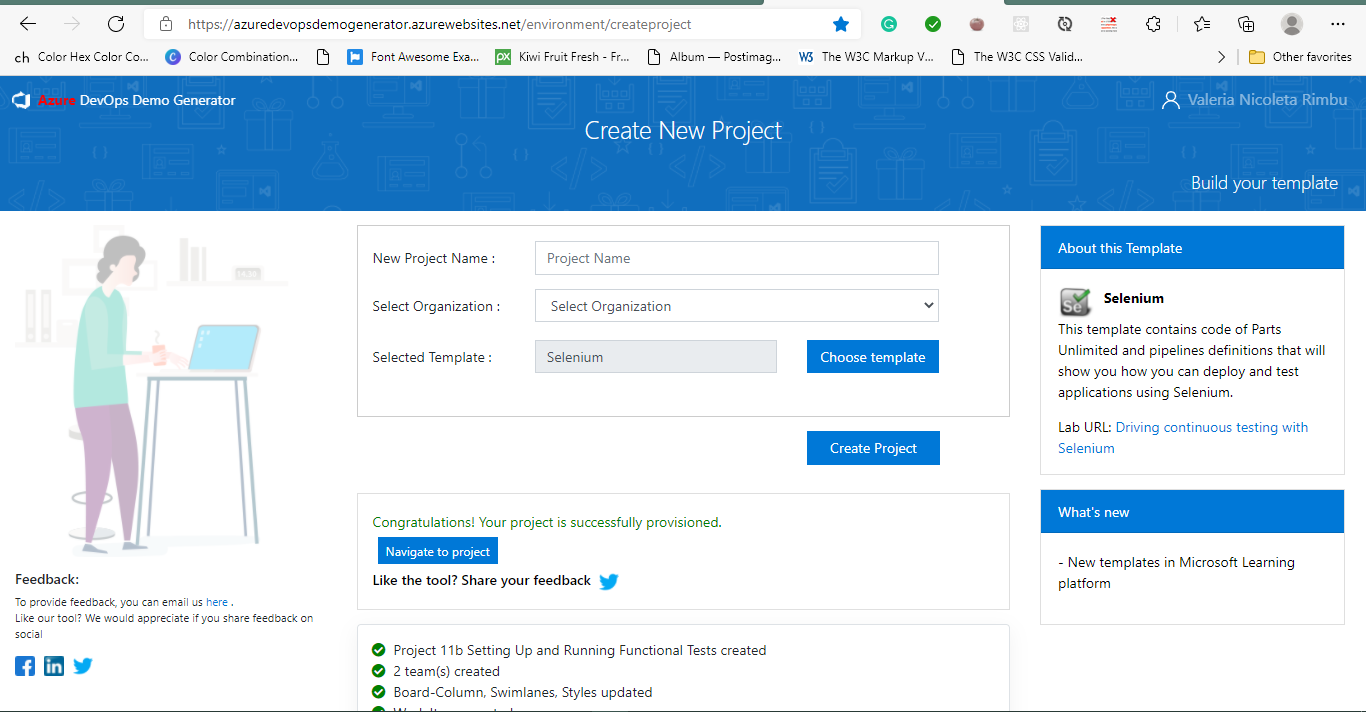 https://azuredevopsdemogenerator.azurewebsites.net/environment/createproject
ch Color Hex Color Co... C Color Combination... Font Awesome Exa... px Kiwi Fruit Fresh - Fr... Album — Postimag... W3 The W3C Markup V... The W3C CSS Valid... Other favorites
Azure DevOps Demo Generator
Valeria Nicoleta Rimbu
Create New Project
Build your template
New Project Name :
Project Name
Select Organization :
Select Organization
Selected Template :
Selenium
Choose template
Create Project
Congratulations! Your project is successfully provisioned.
Navigate to project
Like the tool? Share your feedback
Project 11b Setting Up and Running Functional Tests created
2 team(s) created
Board-Column, Swimlanes, Styles updated
About this Template
Se
Selenium
This template contains code of Parts
Unlimited and pipelines definitions that will
show you how you can deploy and test
applications using Selenium.
Lab URL: Driving continuous testing with
Selenium
What's new
- New templates in Microsoft Learning
platform
Feedback:
To provide feedback, you can email us here .
Like our tool? We would appreciate if you share feedback on
social